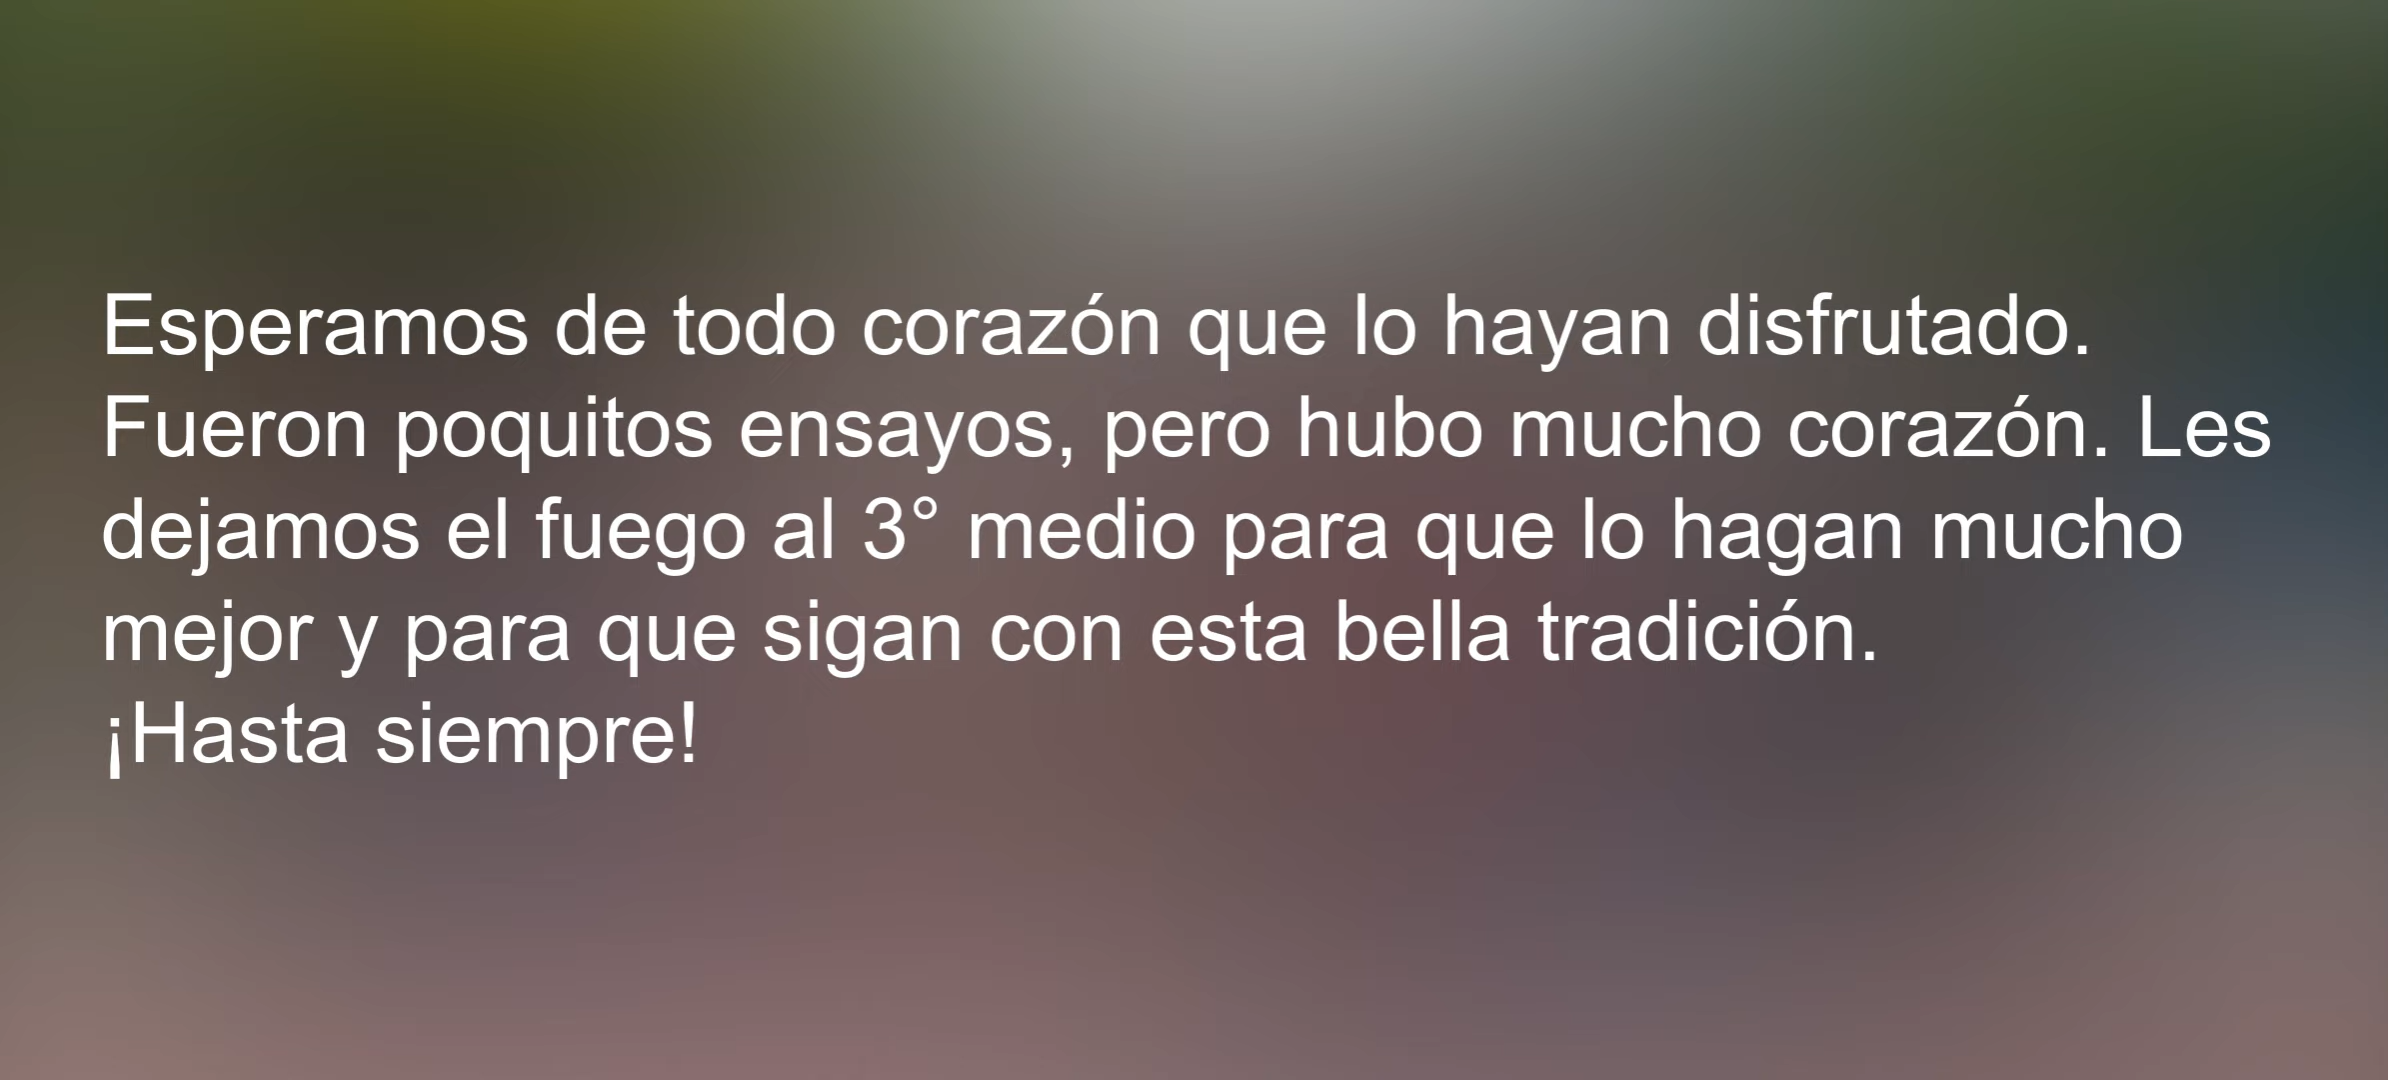 Esperamos de todo corazón que lo hayan disfrutado.
Fueron poquitos ensayos, pero hubo mucho corazón. Les
dejamos el fuego al 3° medio para que lo hagan mucho
mejor y para que sigan con esta bella tradición.
¡Hasta siempre!